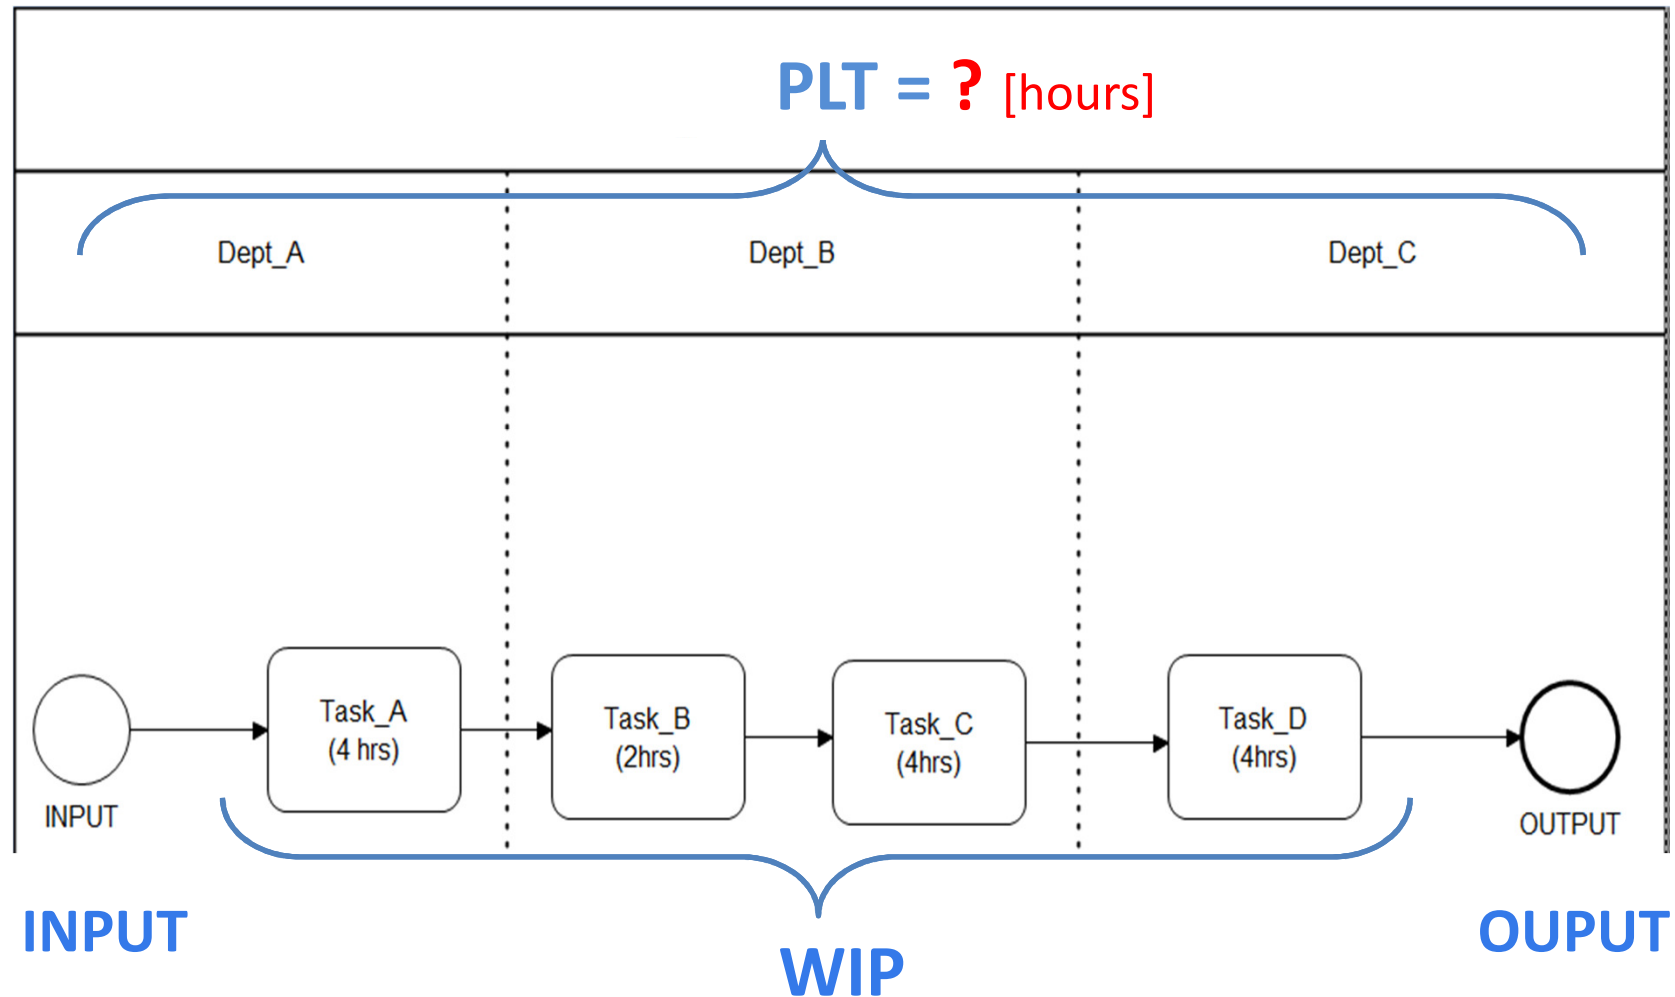 PLT = ? [hours]
Dept_A
Dept_B
Dept_C
Task_A
(4 hrs)
Task_B
(2hrs)
Task_C
(4hrs)
Task_D
(4hrs)
INPUT
OUTPUT
INPUT
OUPUT
WIP